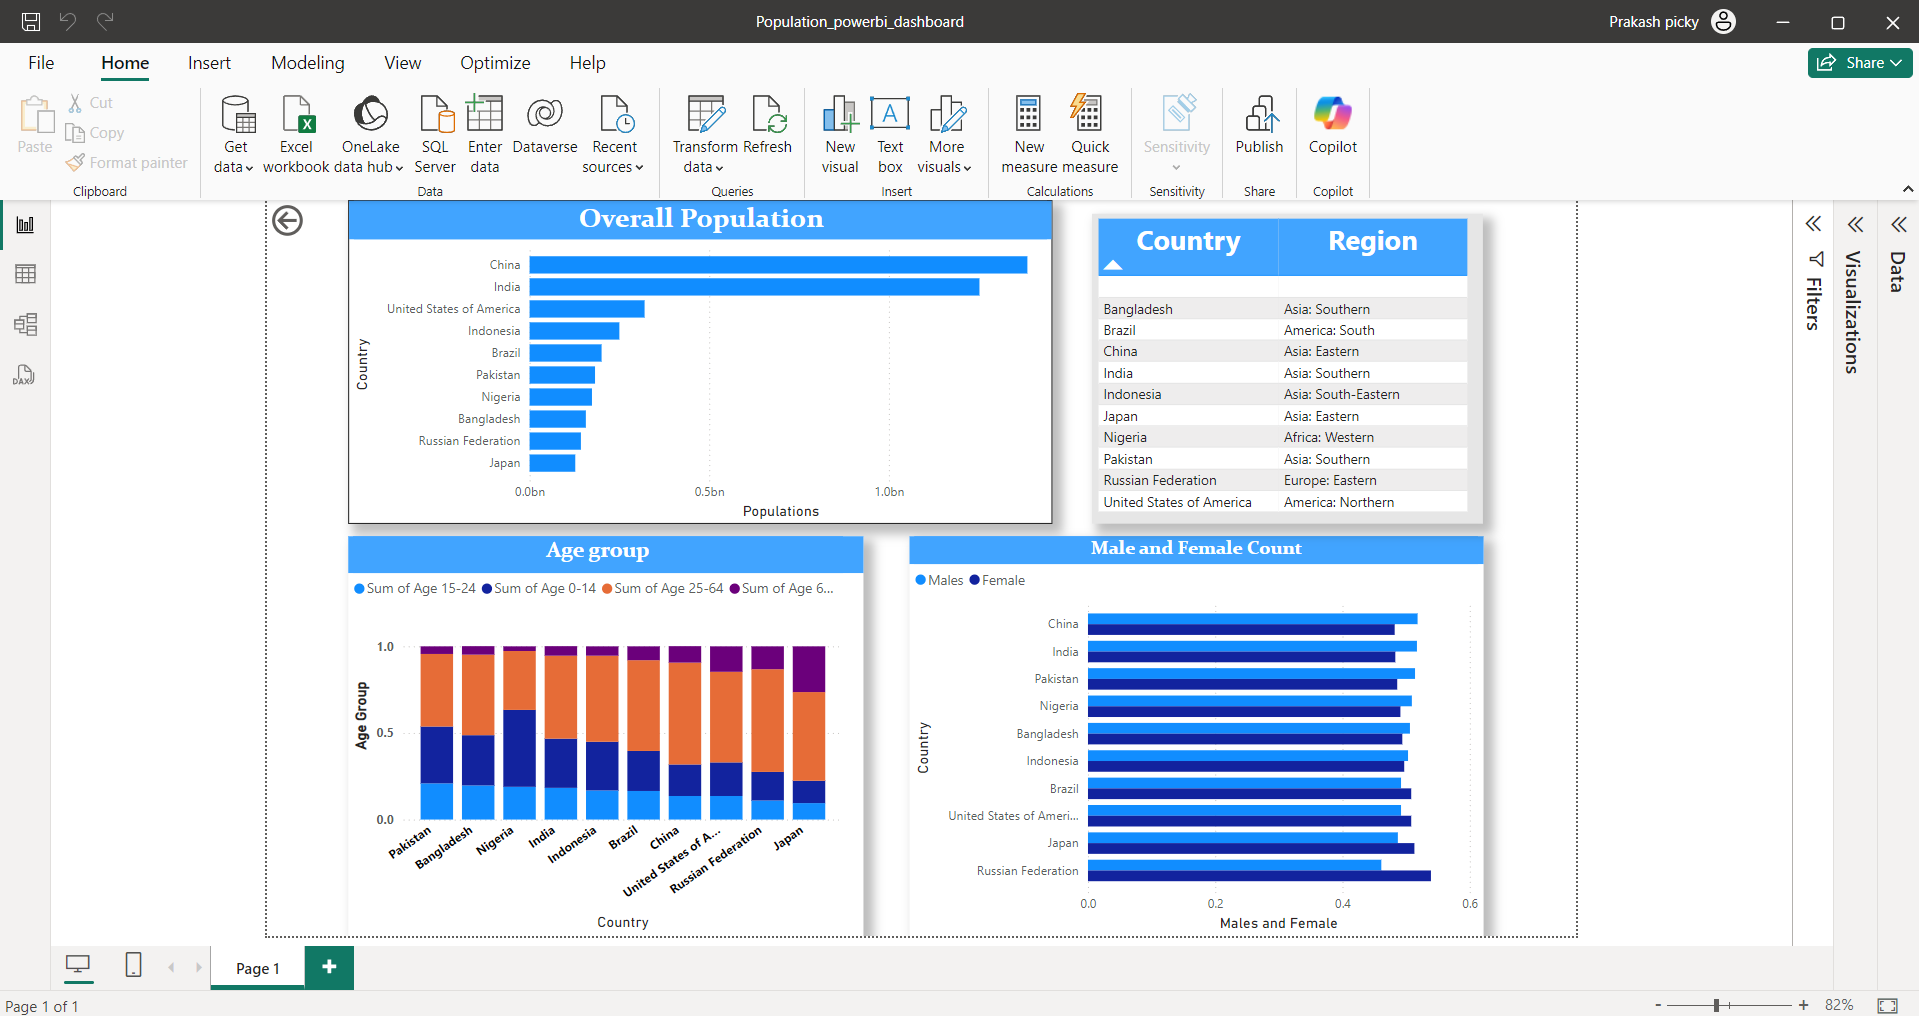 Population_powerbi_dashboard
Prakash picky
File Home Insert Modeling View Optimize Help
Share
Paste
Cut
Copy
Format painter
Clipboard
Get data
Excel workbook
OneLake data hub
SQL Server
Enter data
Dataverse
Recent sources
Data
Transform data
Refresh
Queries
New visual
Text box
More visuals
Insert
New measure
Quick measure
Calculations
Sensitivity
Sensitivity
Publish
Share
Copilot
Copilot
Overall Population
Country
China
India
United States of America
Indonesia
Brazil
Pakistan
Nigeria
Bangladesh
Russian Federation
Japan
0.0bn 0.5bn 1.0bn
Populations
Country Region
Bangladesh Asia: Southern
Brazil America: South
China Asia: Eastern
India Asia: Southern
Indonesia Asia: South-Eastern
Japan Asia: Eastern
Nigeria Africa: Western
Pakistan Asia: Southern
Russian Federation Europe: Eastern
United States of America America: Northern
Age group
Sum of Age 15-24 Sum of Age 0-14 Sum of Age 25-64 Sum of Age 6...
Age Group
1.0
0.5
0.0
Pakistan Bangladesh Nigeria India Indonesia Brazil China United States of A... Russian Federation Japan
Country
Male and Female Count
Males Female
Country
China
India
Pakistan
Nigeria
Bangladesh
Indonesia
Brazil
United States of Ameri...
Japan
Russian Federation
0.0 0.2 0.4 0.6
Males and Female
Filters
Visualizations
Data
DAX
Page 1
Page 1 of 1
- + 82%